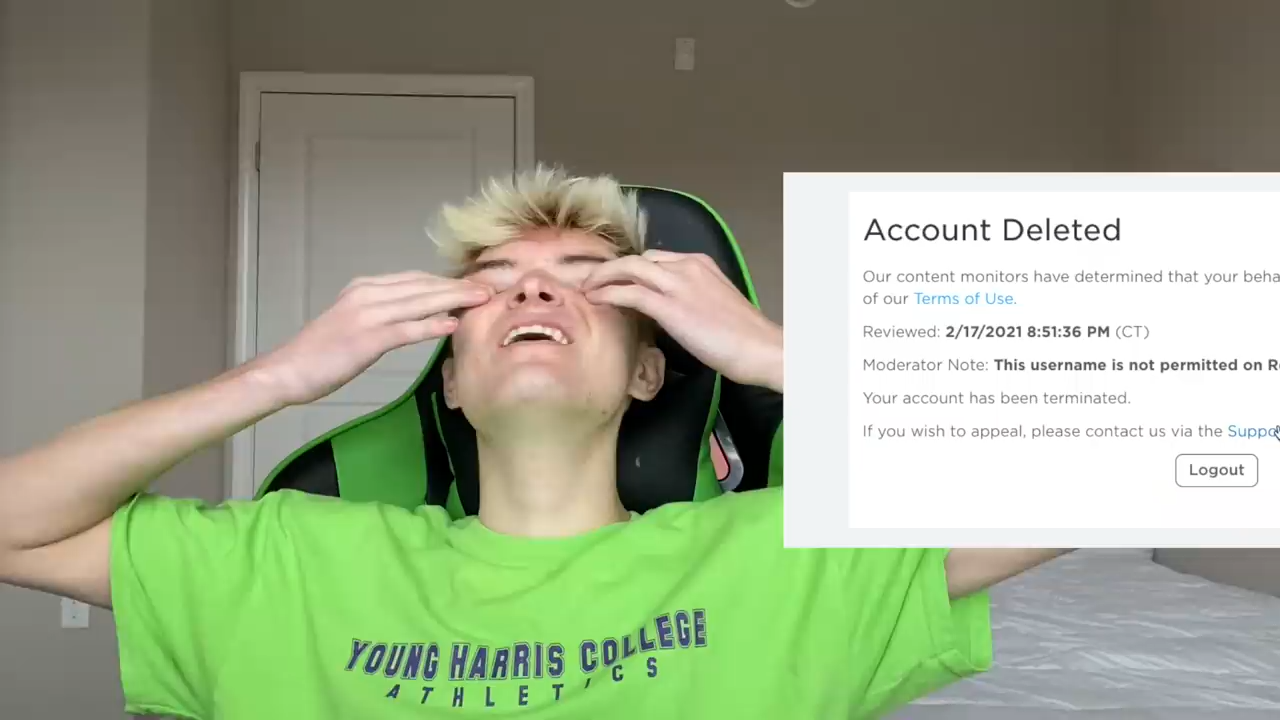 Account Deleted
Our content monitors have determined that your
of our Terms of Use.
Reviewed: 2/17/2021 8:51:36 PM (CT)
Moderator Note: This username is not permitted on
Your account has been terminated.
If you wish to appeal, please contact us via the
Logout
YOUNG HARRIS COLLEGE
ATHLETICS